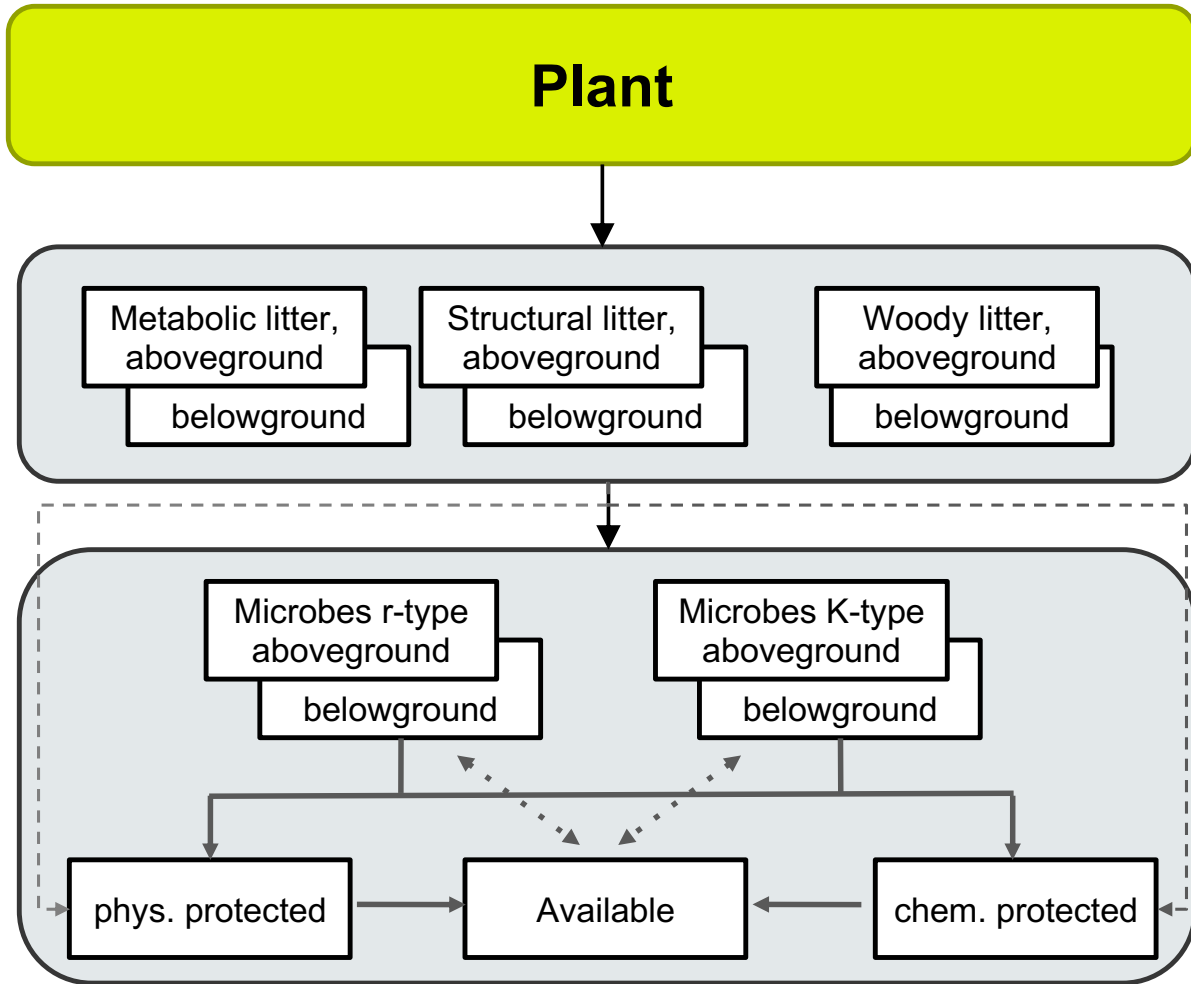 Plant
Metabolic litter,
aboveground
belowground
Structural litter,
aboveground
belowground
Woody litter,
aboveground
belowground
Microbes r-type
aboveground
belowground
Microbes K-type
aboveground
belowground
phys. protected
Available
chem. protected